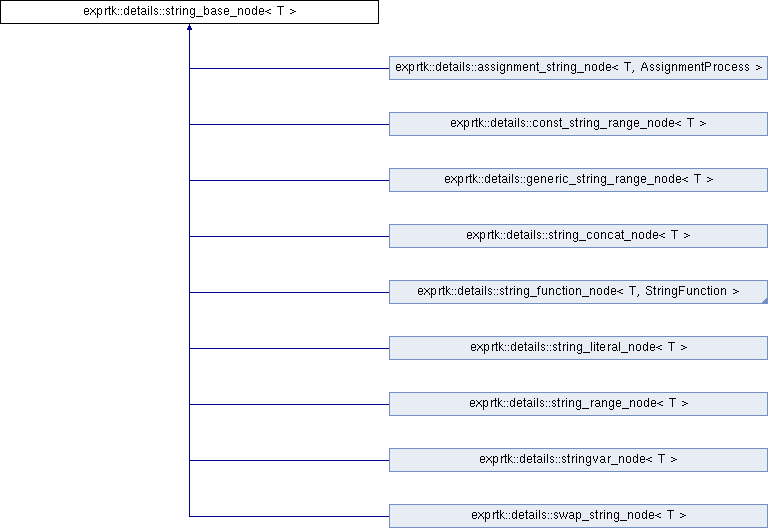 exprtk::details::string_base_node< T >
exprtk::details::assignment_string_node< T, AssignmentProcess >
exprtk::details::const_string_range_node< T >
exprtk::details::generic_string_range_node< T >
exprtk::details::string_concat_node< T >
exprtk::details::string_function_node< T, StringFunction >
exprtk::details::string_literal_node< T >
exprtk::details::string_range_node< T >
exprtk::details::stringvar_node< T >
exprtk::details::swap_string_node< T >